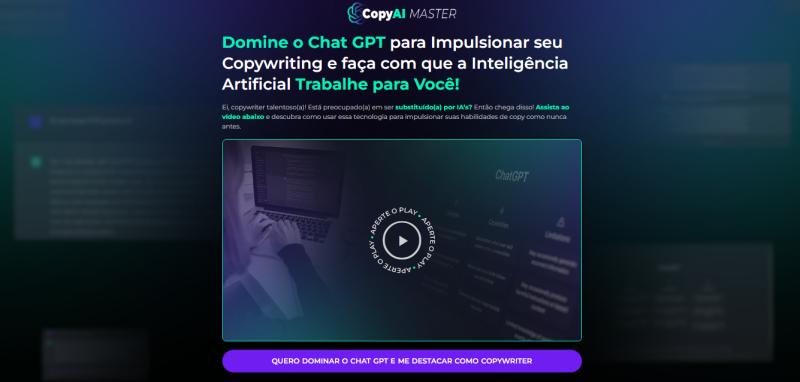 CopyAI MASTER
Domine o Chat GPT para Impulsionar seu
Copywriting e faça com que a Inteligência
Artificial Trabalhe para Você!
Ei, copywriter talentoso(a)! Está preocupado(a) em ser substituído(a) por IA's? Então chega disso! Assista ao
vídeo abaixo e descubra como usar essa tecnologia para impulsionar suas habilidades de copy como nunca
antes.
ChatGPT
Limitations
APERTE O PLAY • APERTE O PLAY • APERTE O PLAY •
QUERO DOMINAR O CHAT GPT E ME DESTACAR COMO COPYWRITER